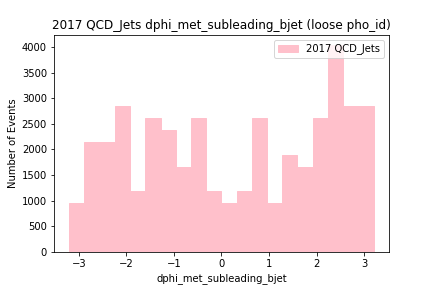 2017 QCD_Jets dphi_met_subleading_bjet (loose pho_id)
2017 QCD_Jets
Number of Events
4000
3500
3000
2500
2000
1500
1000
500
0
−3 −2 −1 0 1 2 3
dphi_met_subleading_bjet